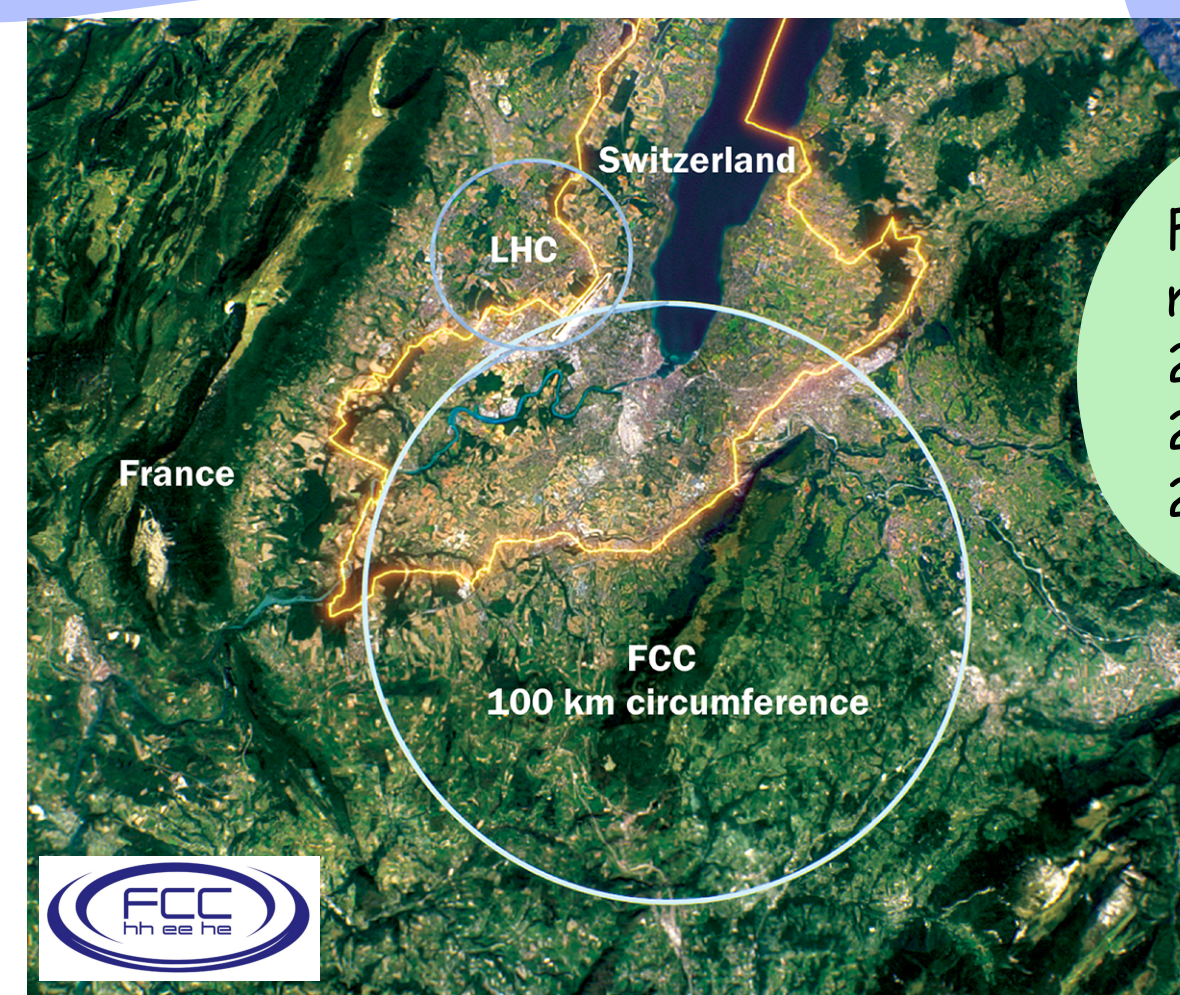 Switzerland
LHC
France
FCC
100 km circumference
FCC
hh ee he